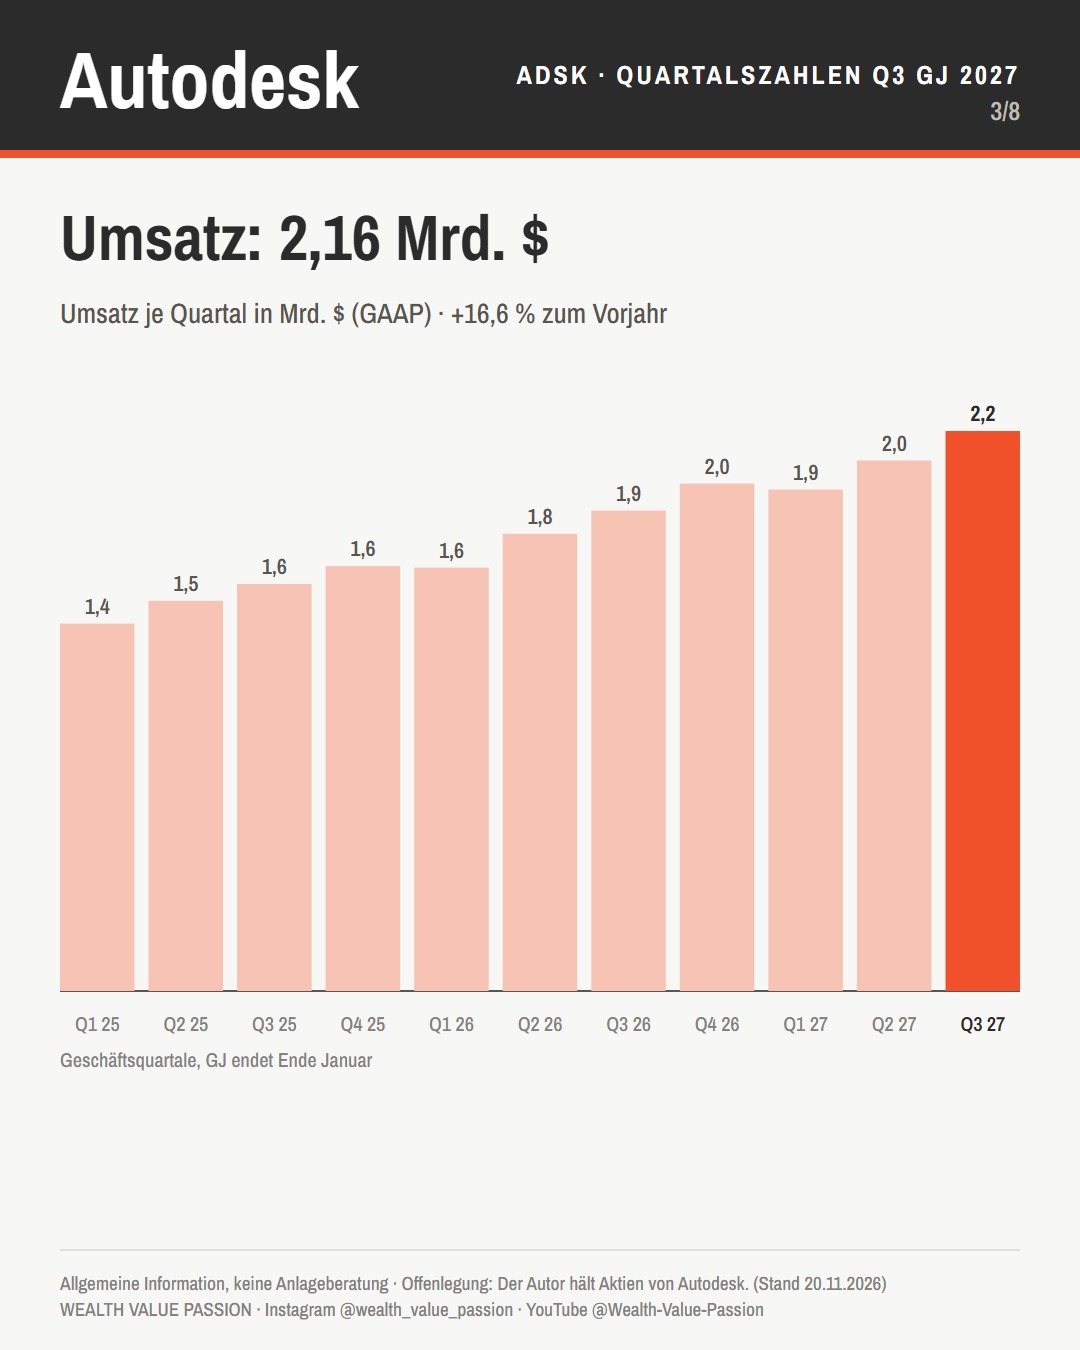 Autodesk
ADSK · QUARTALSZAHLEN Q3 GJ 2027
3/8
Umsatz: 2,16 Mrd. $
Umsatz je Quartal in Mrd. $ (GAAP) · +16,6 % zum Vorjahr
1,4 1,5 1,6 1,6 1,6 1,8 1,9 2,0 1,9 2,0 2,2
Q1 25 Q2 25 Q3 25 Q4 25 Q1 26 Q2 26 Q3 26 Q4 26 Q1 27 Q2 27 Q3 27
Geschäftsquartale, GJ endet Ende Januar
Allgemeine Information, keine Anlageberatung · Offenlegung: Der Autor hält Aktien von Autodesk. (Stand 20.11.2026)
WEALTH VALUE PASSION · Instagram @wealth_value_passion · YouTube @Wealth-Value-Passion